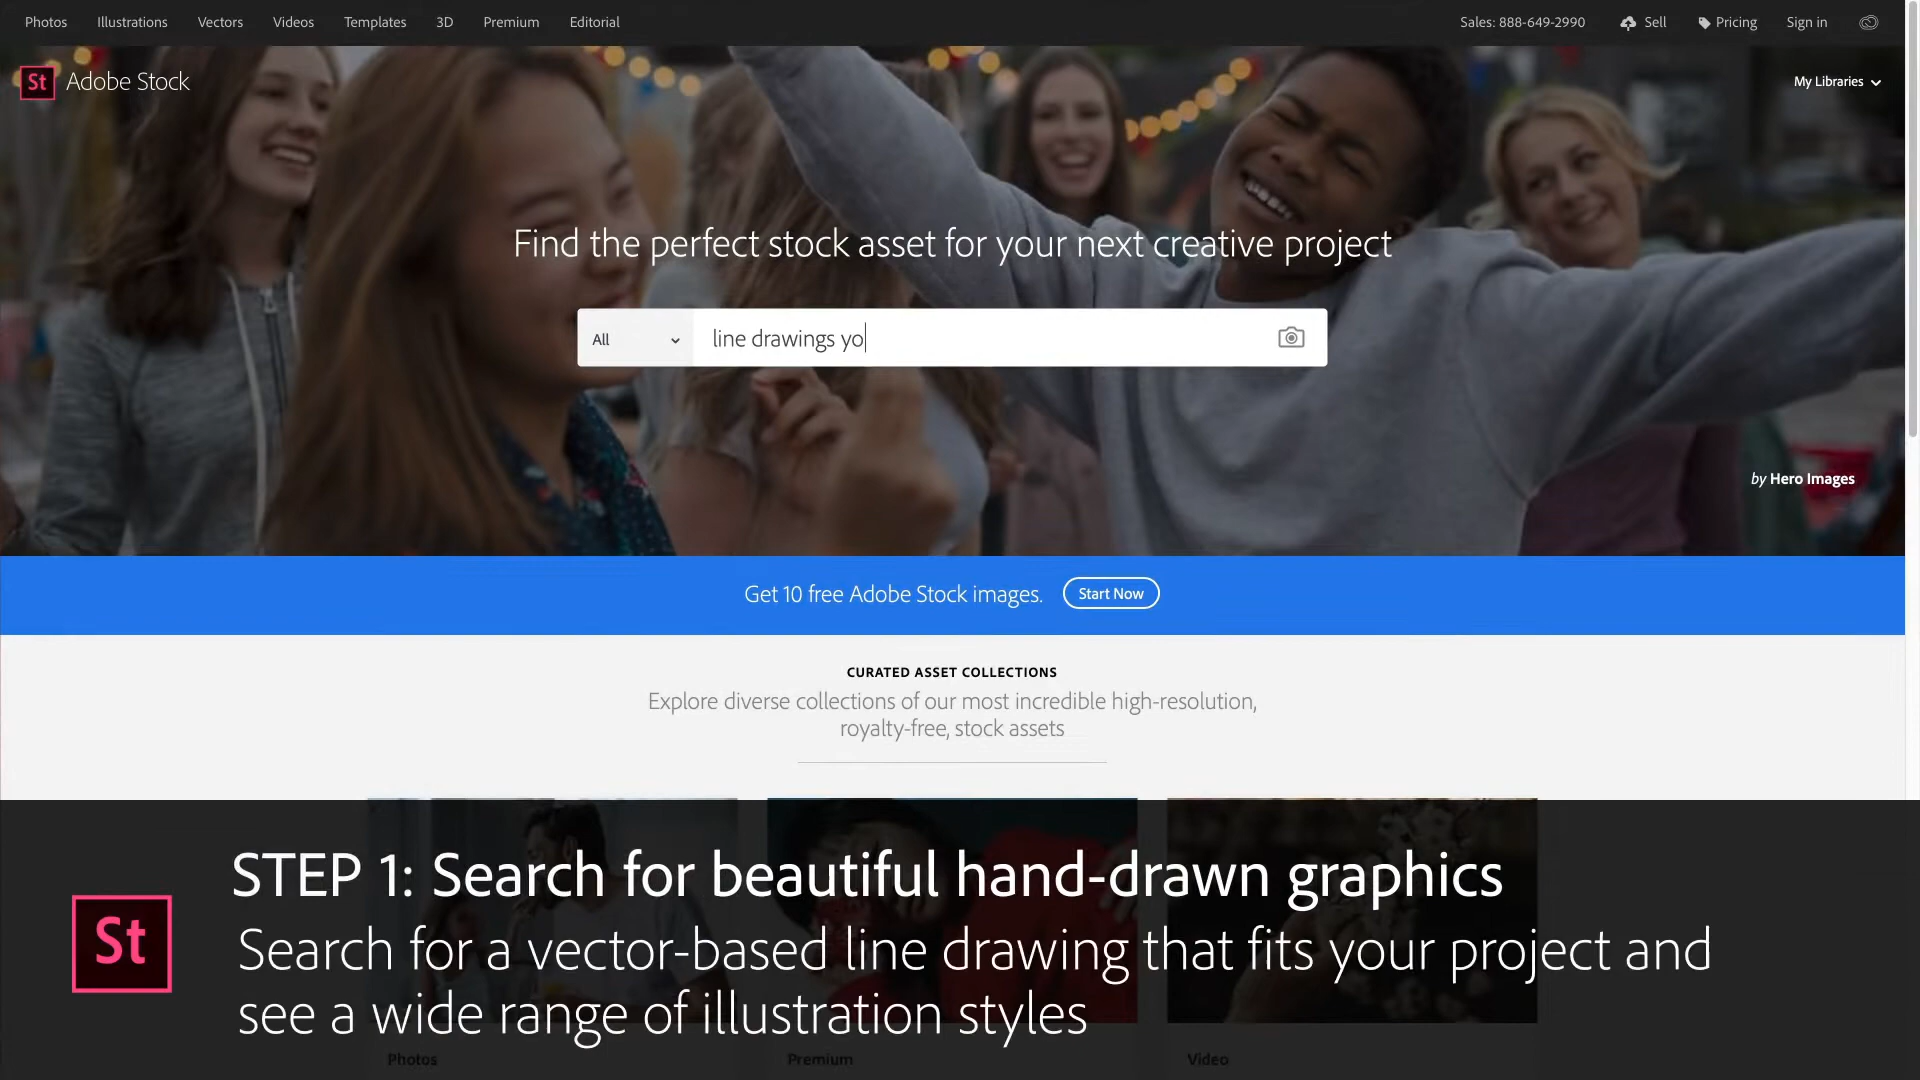 Photos Illustrations Vectors Videos Templates 3D Premium Editorial Sales: 888-649-2990 Sell Pricing Sign in
St Adobe Stock My Libraries
Find the perfect stock asset for your next creative project
All line drawings yo
by Hero Images
Get 10 free Adobe Stock images. Start Now
CURATED ASSET COLLECTIONS
Explore diverse collections of our most incredible high-resolution,
royalty-free, stock assets
STEP 1: Search for beautiful hand-drawn graphics
St
Search for a vector-based line drawing that fits your project and
see a wide range of illustration styles
Photos Premium Video